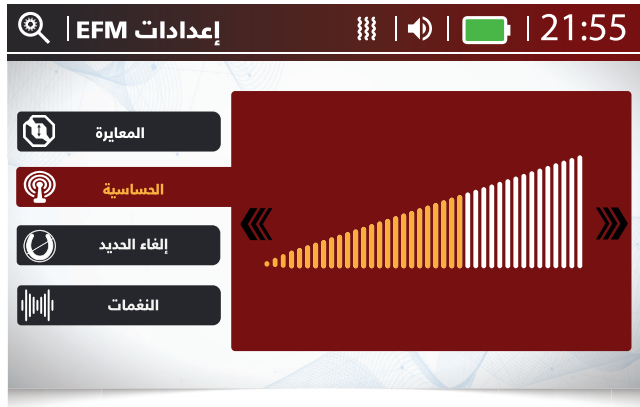 إعدادات EFM
21:55
المعايرة
الحساسية
إلغاء الحديد
النغمات